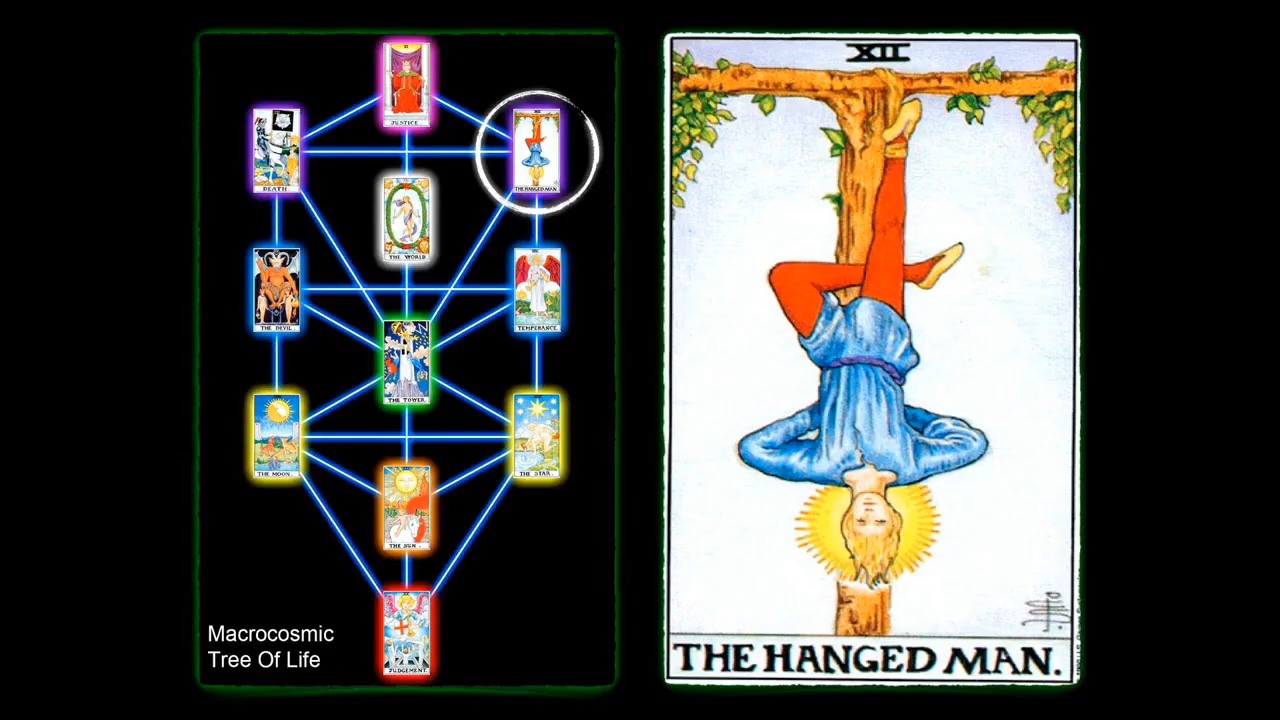 JUSTICE.
DEATH.
THE HANGED MAN.
THE WORLD.
THE DEVIL.
TEMPERANCE.
THE TOWER.
THE MOON.
THE STAR.
THE SUN.
XX
JUDGEMENT.
Macrocosmic
Tree Of Life
XII
THE HANGED MAN.